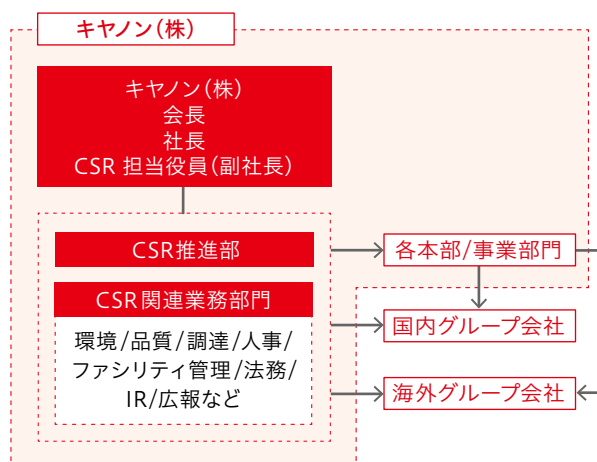 キヤノン(株)
キヤノン(株)
会長
社長
CSR 担当役員(副社長)
CSR推進部
各本部/事業部門
CSR関連業務部門
環境/品質/調達/人事/
ファシリティ管理/法務/
IR/広報など
国内グループ会社
海外グループ会社